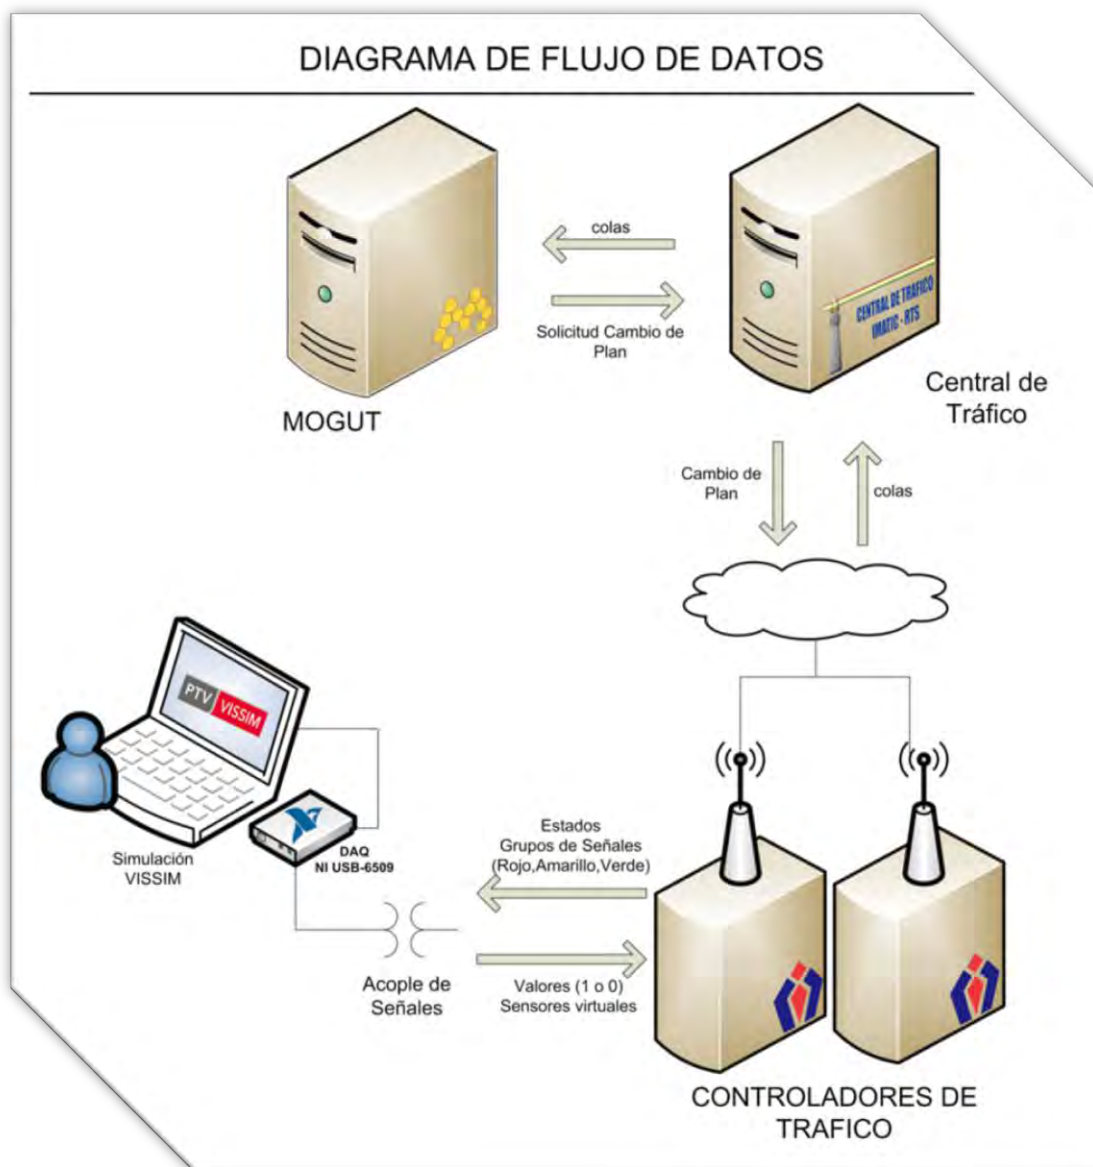 DIAGRAMA DE FLUJO DE DATOS
colas
Solicitud Cambio de
Plan
CENTRAL DE TRAFICO
IMATIC - RTS
MOGUT
Central de
Tráfico
Cambio de
Plan
colas
PTV VISSIM
Simulación
VISSIM
DAQ
NI USB-6509
Estados
Grupos de Señales
(Rojo,Amarillo,Verde)
Acople de
Señales
Valores (1 o 0)
Sensores virtuales
CONTROLADORES DE
TRAFICO